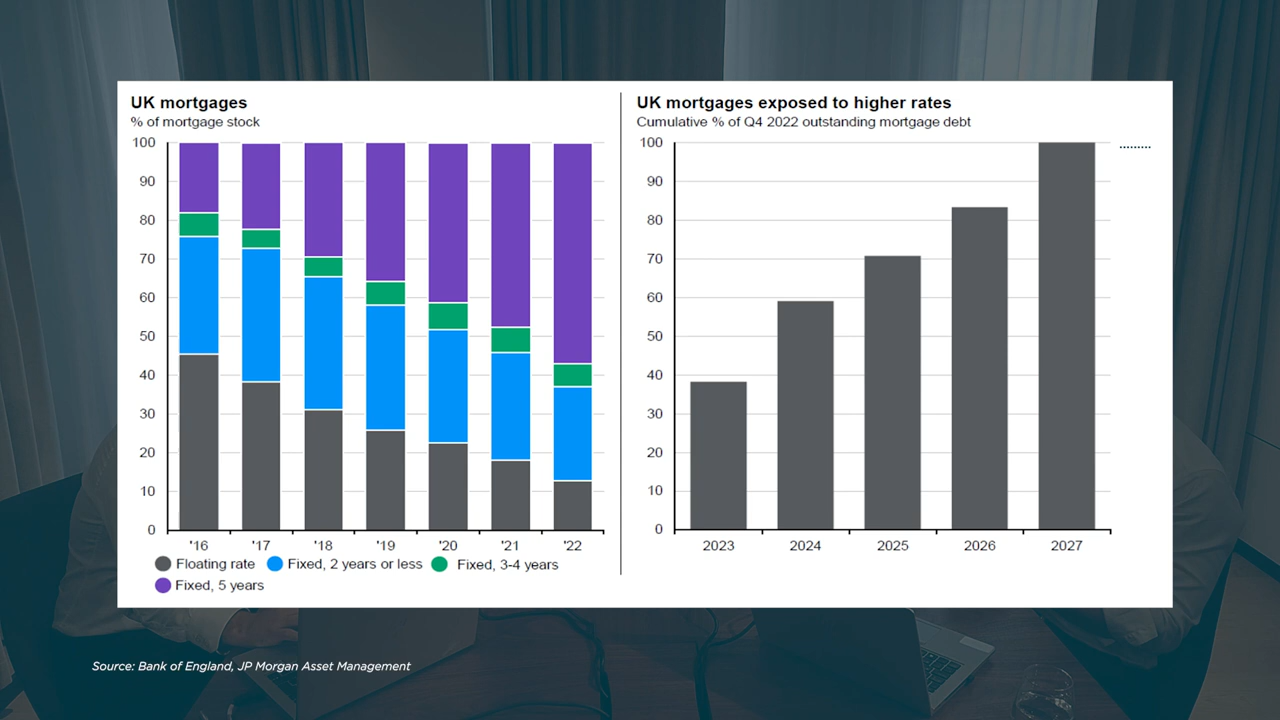 UK mortgages
% of mortgage stock
100
90
80
70
60
50
40
30
20
10
0
'16 '17 '18 '19 '20 '21 '22
Floating rate Fixed, 2 years or less Fixed, 3-4 years
Fixed, 5 years
UK mortgages exposed to higher rates
Cumulative % of Q4 2022 outstanding mortgage debt
100
90
80
70
60
50
40
30
20
10
0
2023 2024 2025 2026 2027
Source: Bank of England, JP Morgan Asset Management